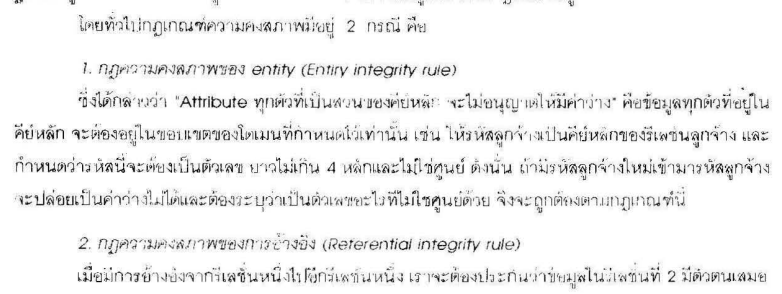 โดยทั่วไปกฎเกณฑ์ความคงสภาพมีอยู่ 2 กรณี คือ
1. กฎความคงสภาพของ entity (Entiry integrity rule)
ซึ่งได้กล่าวว่า "Attribute ทุกตัวที่เป็นส่วนของคีย์หลัก จะไม่อนุญาตให้มีค่าว่าง" คือข้อมูลทุกตัวที่อยู่ใน
คีย์หลัก จะต้องอยู่ในขอบเขตของโดเมนที่กำหนดไว้เท่านั้น เช่น ให้รหัสลูกจ้างเป็นคีย์หลักของรีเลชั่นลูกจ้าง และ
กำหนดว่ารหัสนี้จะต้องเป็นตัวเลข ยาวไม่เกิน 4 หลักและไม่ใช่ศูนย์ ดังนั้น ถ้ามีรหัสลูกจ้างใหม่เข้ามารหัสลูกจ้าง
จะปล่อยเป็นค่าว่างไม่ได้และต้องระบุว่าเป็นตัวเลขอะไรที่ไม่ใช่ศูนย์ด้วย จึงจะถูกต้องตามกฎเกณฑ์นี้
2. กฎความคงสภาพของการอ้างอิง (Referential integrity rule)
เมื่อมีการอ้างอิงจากรีเลชั่นหนึ่งไปอีกรีเลชั่นหนึ่ง เราจะต้องประกันว่าข้อมูลในรีเลชั่นที่ 2 มีตัวตนเสมอ